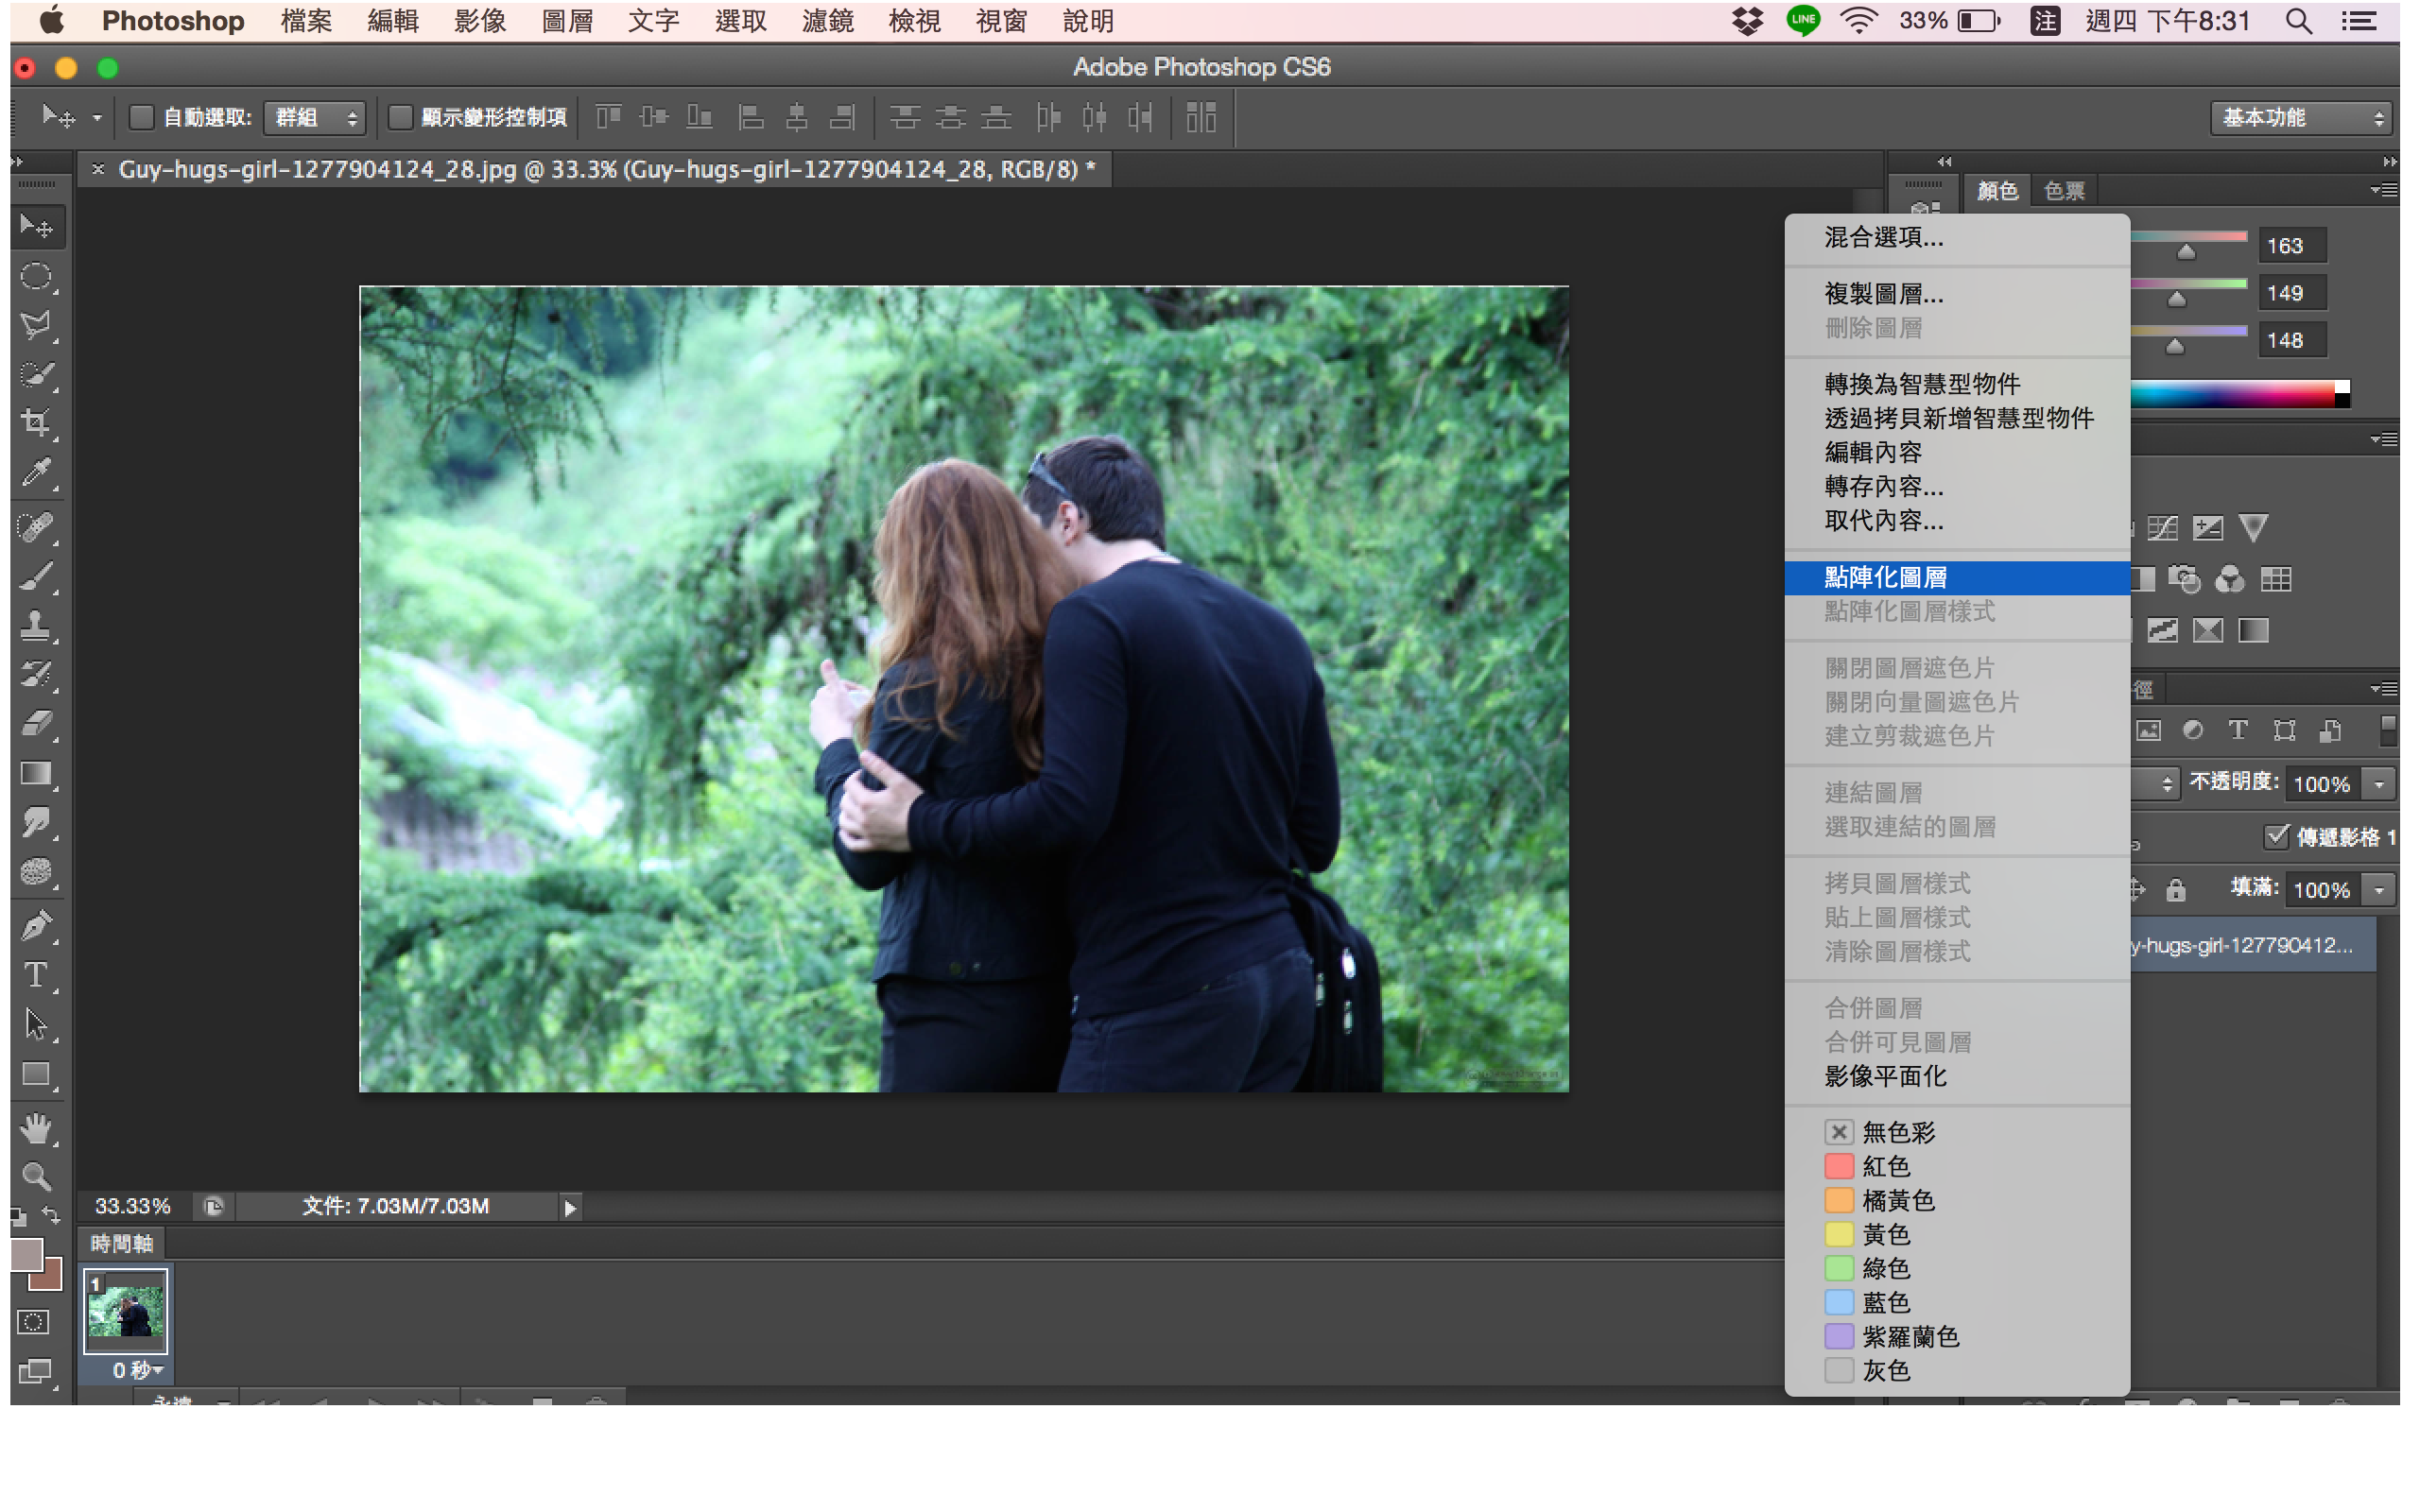 Photoshop 檔案 編輯 影像 圖層 文字 選取 濾鏡 檢視 視窗 說明 LINE 33% 注 週四 下午8:31
Adobe Photoshop CS6
自動選取: 群組 顯示變形控制項 基本功能
× Guy-hugs-girl-1277904124_28.jpg @ 33.3% (Guy-hugs-girl-1277904124_28, RGB/8) *
顏色 色票
163
149
148
混合選項...
複製圖層...
刪除圖層
轉換為智慧型物件
透過拷貝新增智慧型物件
編輯內容
轉存內容...
取代內容...
點陣化圖層
點陣化圖層樣式
關閉圖層遮色片
關閉向量圖遮色片
建立剪裁遮色片
連結圖層
選取連結的圖層
拷貝圖層樣式
貼上圖層樣式
清除圖層樣式
合併圖層
合併可見圖層
影像平面化
無色彩
紅色
橘黃色
黃色
綠色
藍色
紫羅蘭色
灰色
徑
不透明度: 100%
傳遞影格 1
填滿: 100%
y-hugs-girl-127790412...
33.33% 文件: 7.03M/7.03M
時間軸
1
0 秒